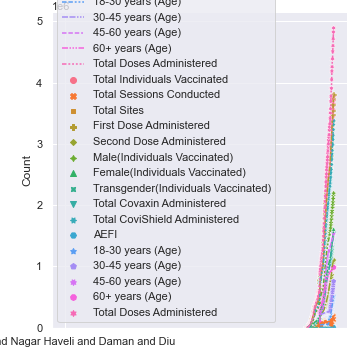 1e6
18-30 years (Age)
30-45 years (Age)
45-60 years (Age)
60+ years (Age)
Total Doses Administered
Total Individuals Vaccinated
Total Sessions Conducted
Total Sites
First Dose Administered
Second Dose Administered
Male(Individuals Vaccinated)
Female(Individuals Vaccinated)
Transgender(Individuals Vaccinated)
Total Covaxin Administered
Total CoviShield Administered
AEFI
18-30 years (Age)
30-45 years (Age)
45-60 years (Age)
60+ years (Age)
Total Doses Administered
5
4
3
2
1
0
Count
Nagar Haveli and Daman and Diu